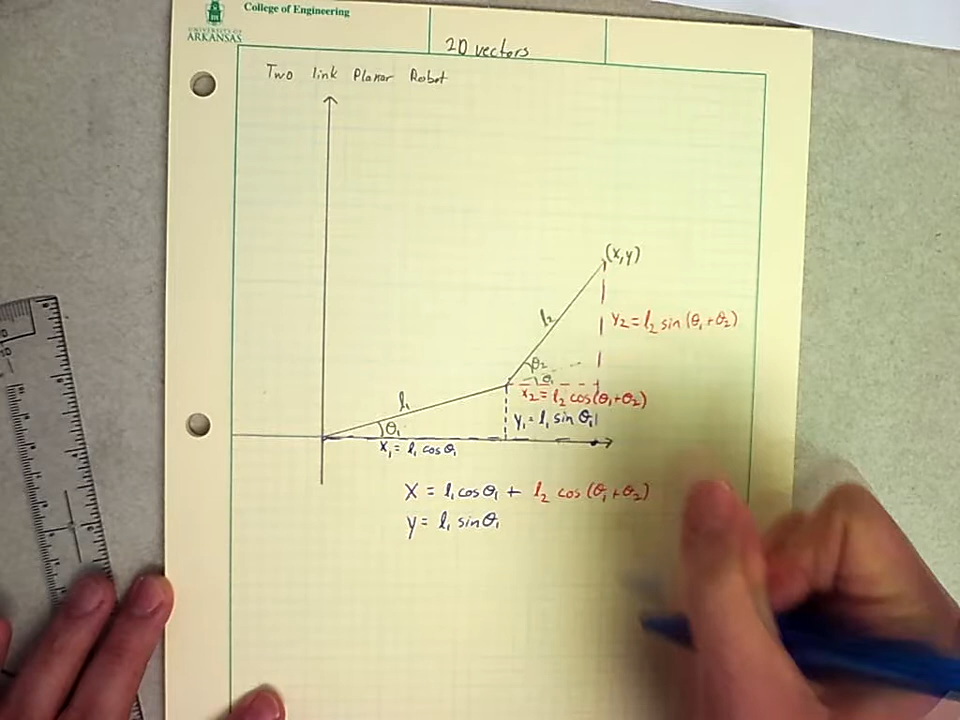 College of Engineering
UNIVERSITY OF
ARKANSAS
2D vectors
Two link Planar Robot
(x,y)
l₂
y₂ = l₂ sin (θ₁+θ₂)
θ₂
θ₁
x₂ = l₂ cos(θ₁+θ₂)
l₁
y₁ = l₁ sin θ₁
θ₁
x₁ = l₁ cos θ₁
x = l₁ cos θ₁ + l₂ cos (θ₁+θ₂)
y = l₁ sin θ₁